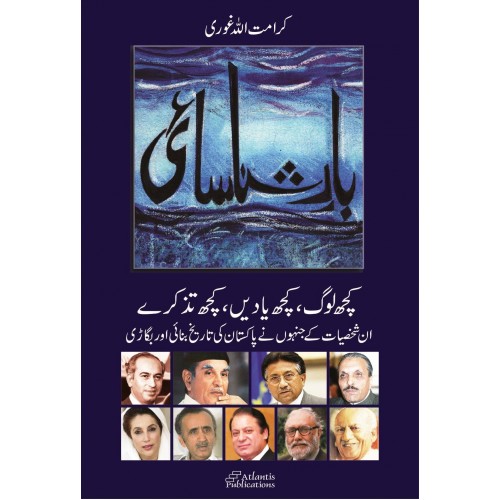 کرامت اللہ غوری
بارِ شناسائی
کچھ لوگ، کچھ یادیں، کچھ تذکرے
ان شخصیات کے جنہوں نے پاکستان کی تاریخ بنائی اور بگاڑی
Atlantis
Publications